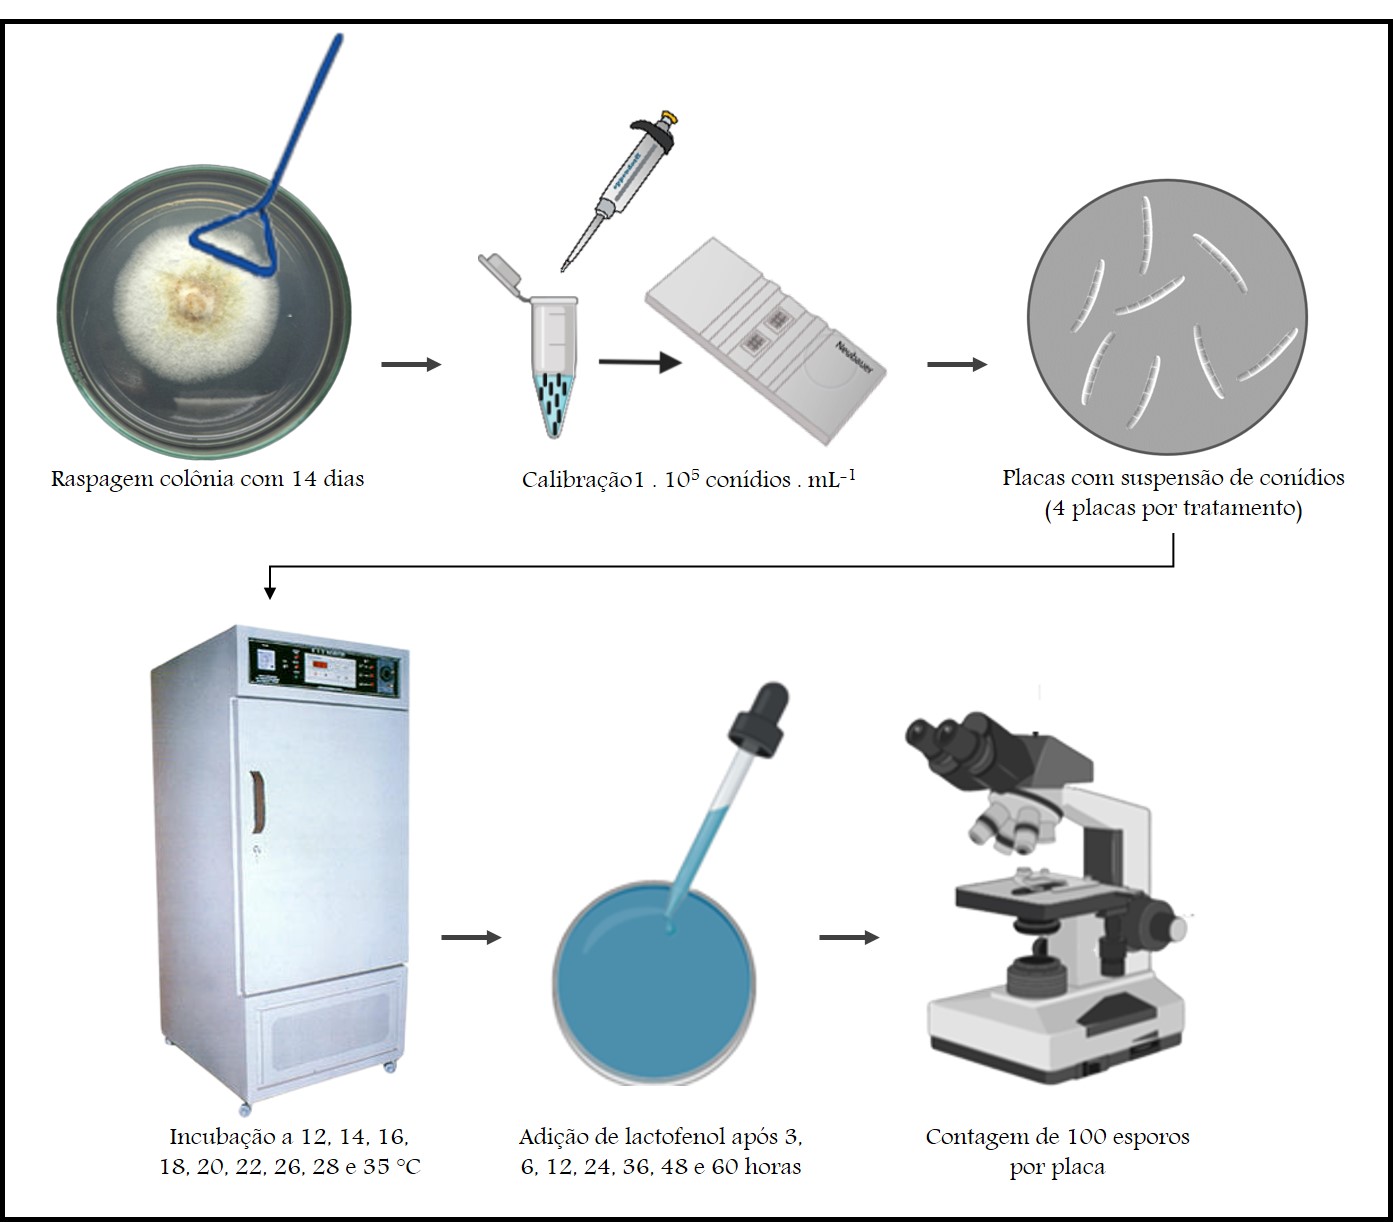 eppendorf
Neubauer
Raspagem colônia com 14 dias
Calibração1 . 10⁵ conídios . mL⁻¹
Placas com suspensão de conídios
(4 placas por tratamento)
Incubação a 12, 14, 16,
18, 20, 22, 26, 28 e 35 °C
Adição de lactofenol após 3,
6, 12, 24, 36, 48 e 60 horas
Contagem de 100 esporos
por placa